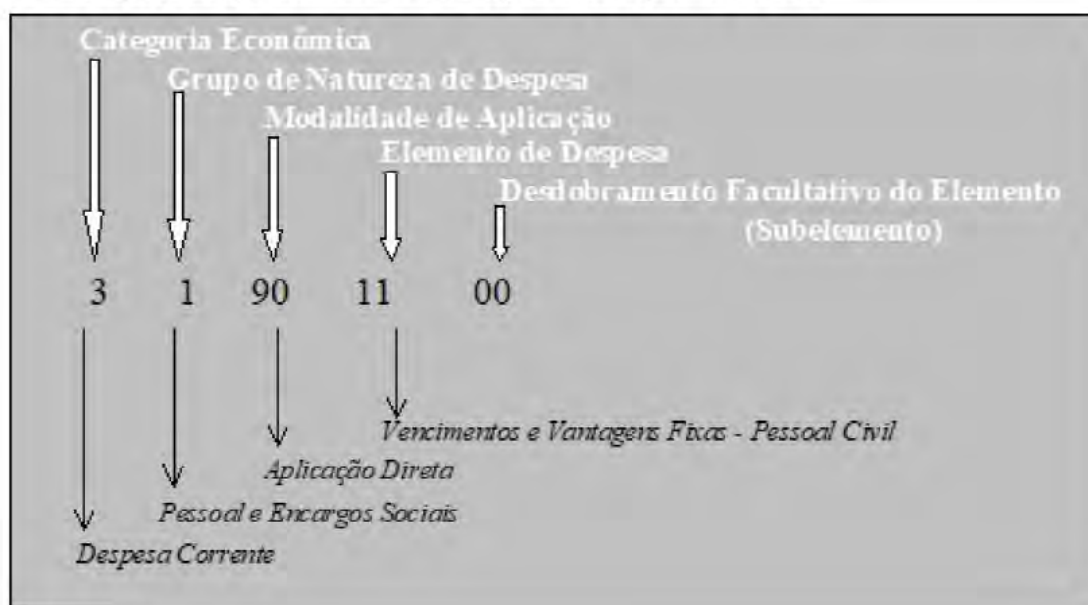 Categoria Econômica
Grupo de Natureza de Despesa
Modalidade de Aplicação
Elemento de Despesa
Desdobramento Facultativo do Elemento
(Subelemento)
3 1 90 11 00
Vencimentos e Vantagens Fixas - Pessoal Civil
Aplicação Direta
Pessoal e Encargos Sociais
Despesa Corrente